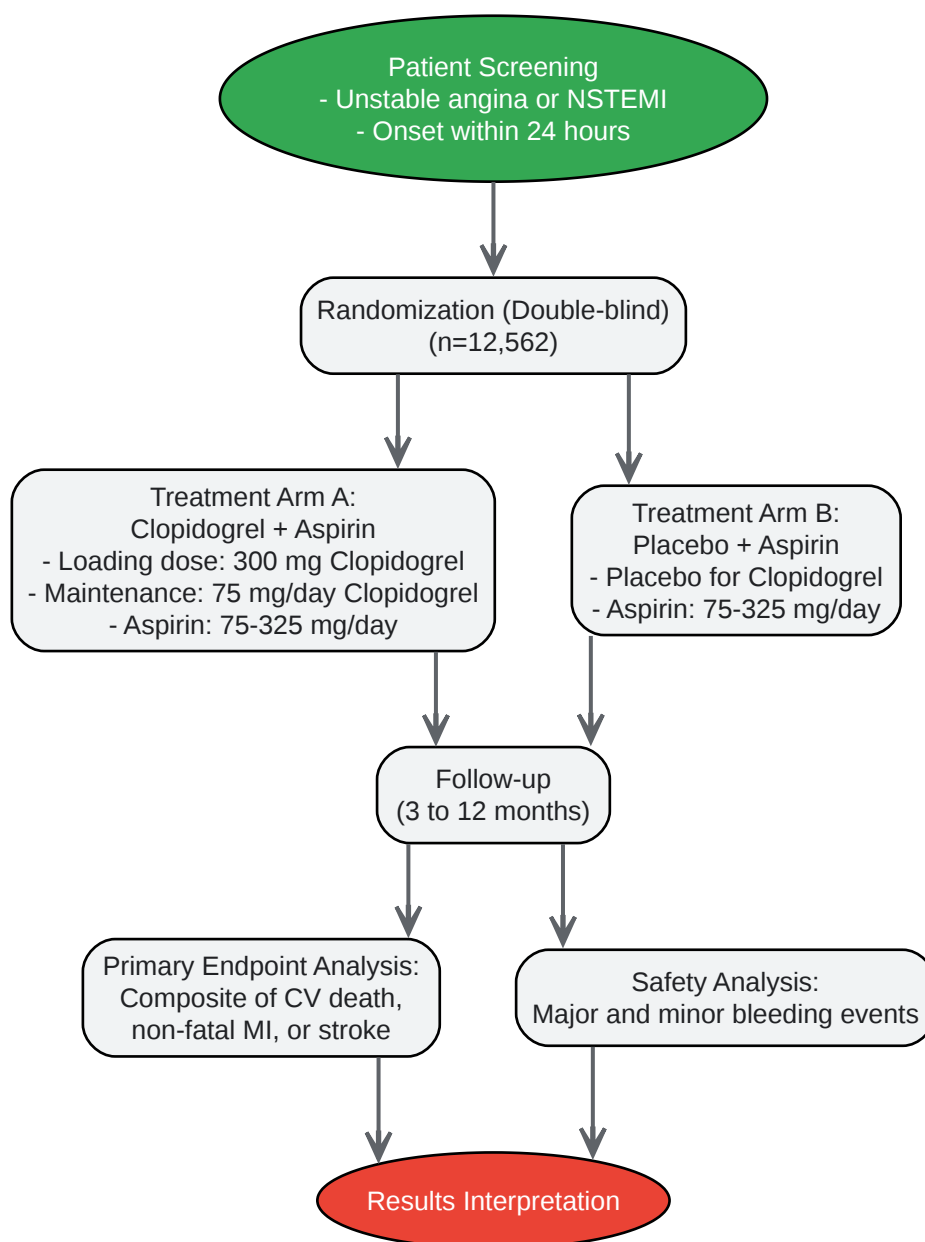 Patient Screening
- Unstable angina or NSTEMI
- Onset within 24 hours
Randomization (Double-blind)
(n=12,562)
Treatment Arm A:
Clopidogrel + Aspirin
- Loading dose: 300 mg Clopidogrel
- Maintenance: 75 mg/day Clopidogrel
- Aspirin: 75-325 mg/day
Treatment Arm B:
Placebo + Aspirin
- Placebo for Clopidogrel
- Aspirin: 75-325 mg/day
Follow-up
(3 to 12 months)
Primary Endpoint Analysis:
Composite of CV death,
non-fatal MI, or stroke
Safety Analysis:
Major and minor bleeding events
Results Interpretation